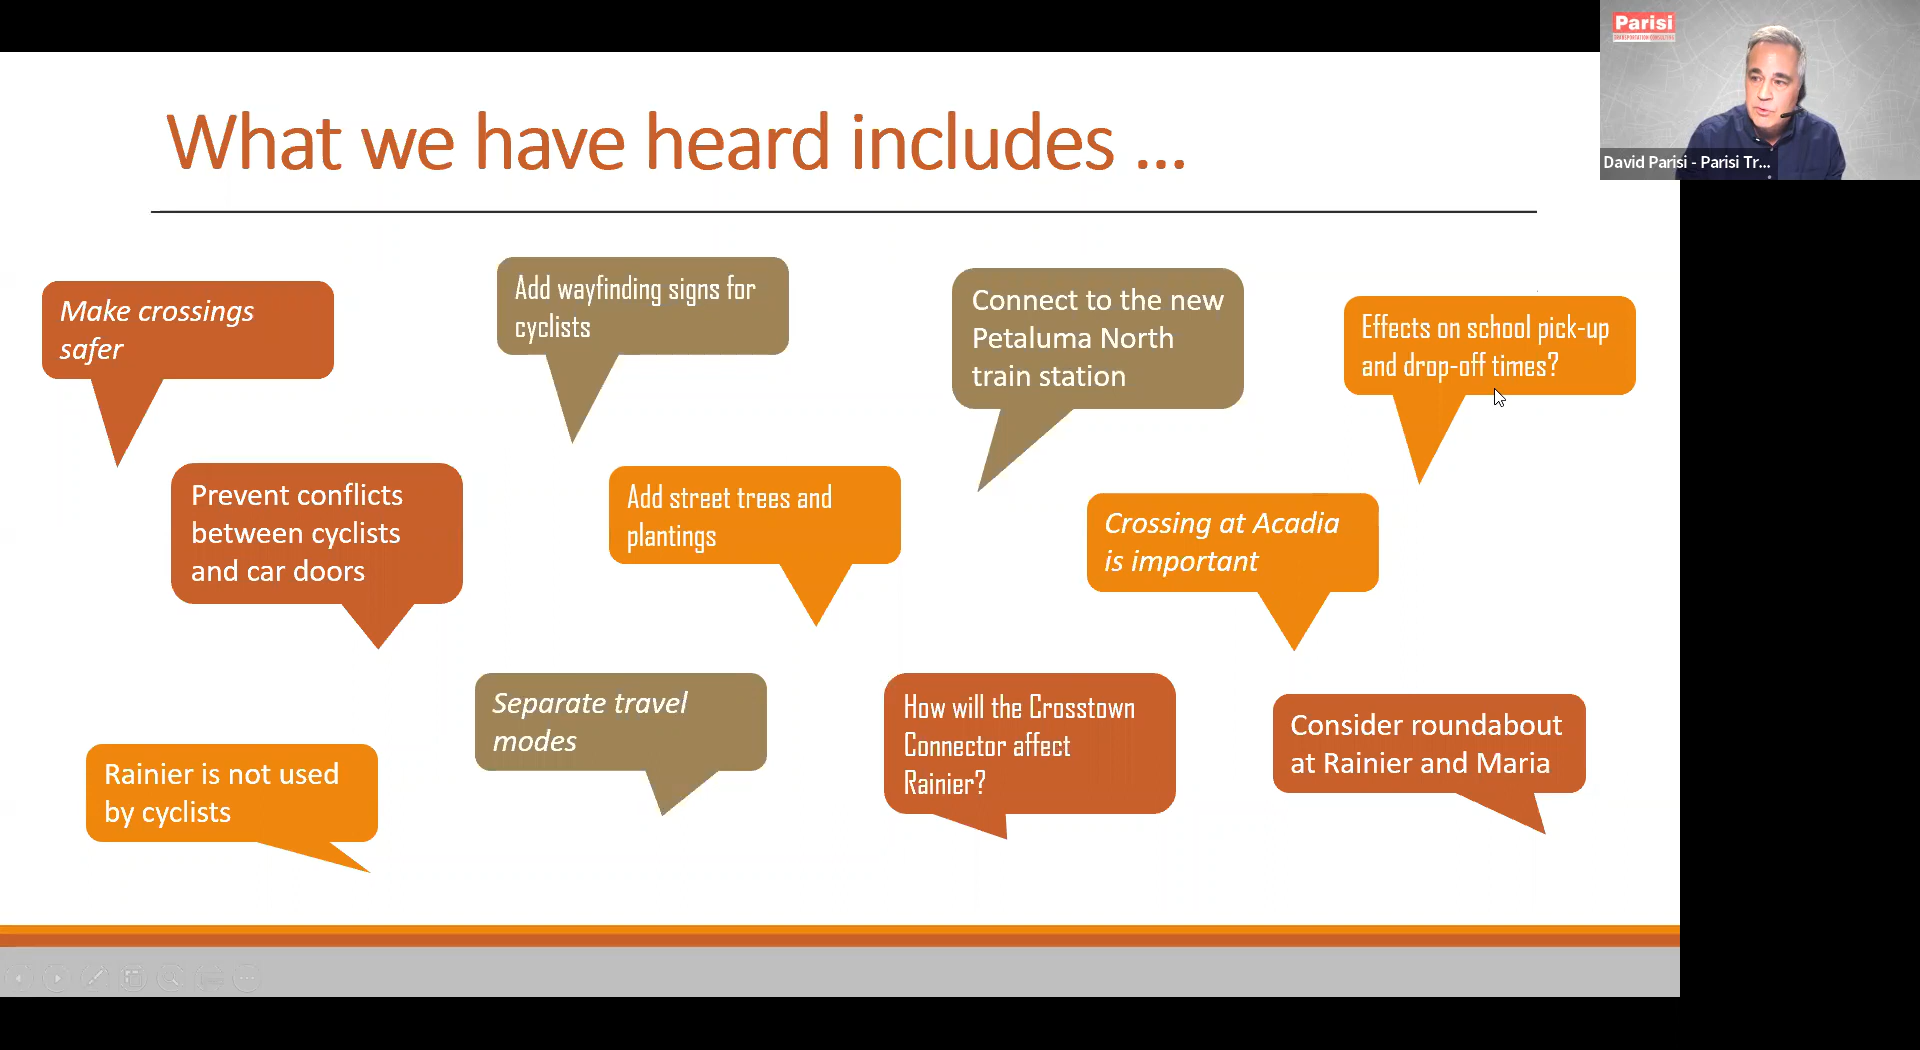 What we have heard includes ...
Parisi
David Parisi - Parisi Tr...
Make crossings
safer
Add wayfinding signs for
cyclists
Connect to the new
Petaluma North
train station
Effects on school pick-up
and drop-off times?
Prevent conflicts
between cyclists
and car doors
Add street trees and
plantings
Crossing at Acadia
is important
Rainier is not used
by cyclists
Separate travel
modes
How will the Crosstown
Connector affect
Rainier?
Consider roundabout
at Rainier and Maria